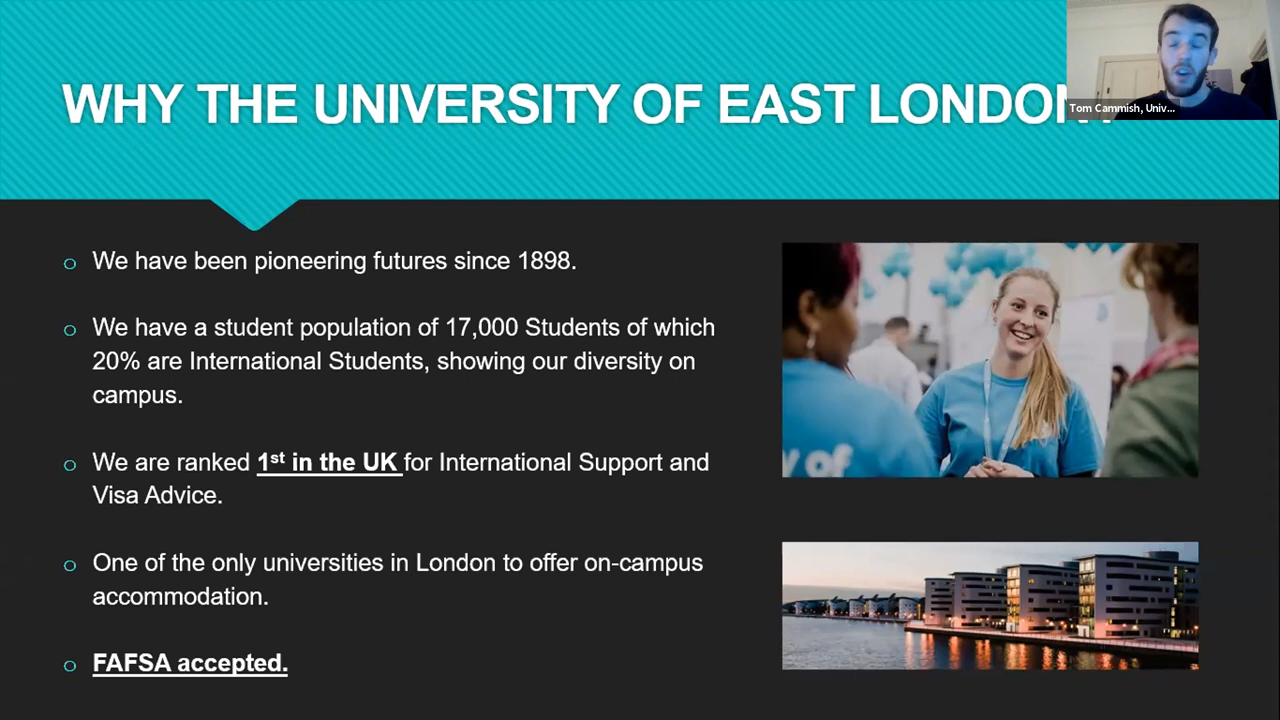 WHY THE UNIVERSITY OF EAST LONDON?
Tom Cammish, Univ...
We have been pioneering futures since 1898.
We have a student population of 17,000 Students of which
20% are International Students, showing our diversity on
campus.
We are ranked 1st in the UK for International Support and
Visa Advice.
One of the only universities in London to offer on-campus
accommodation.
FAFSA accepted.
y of